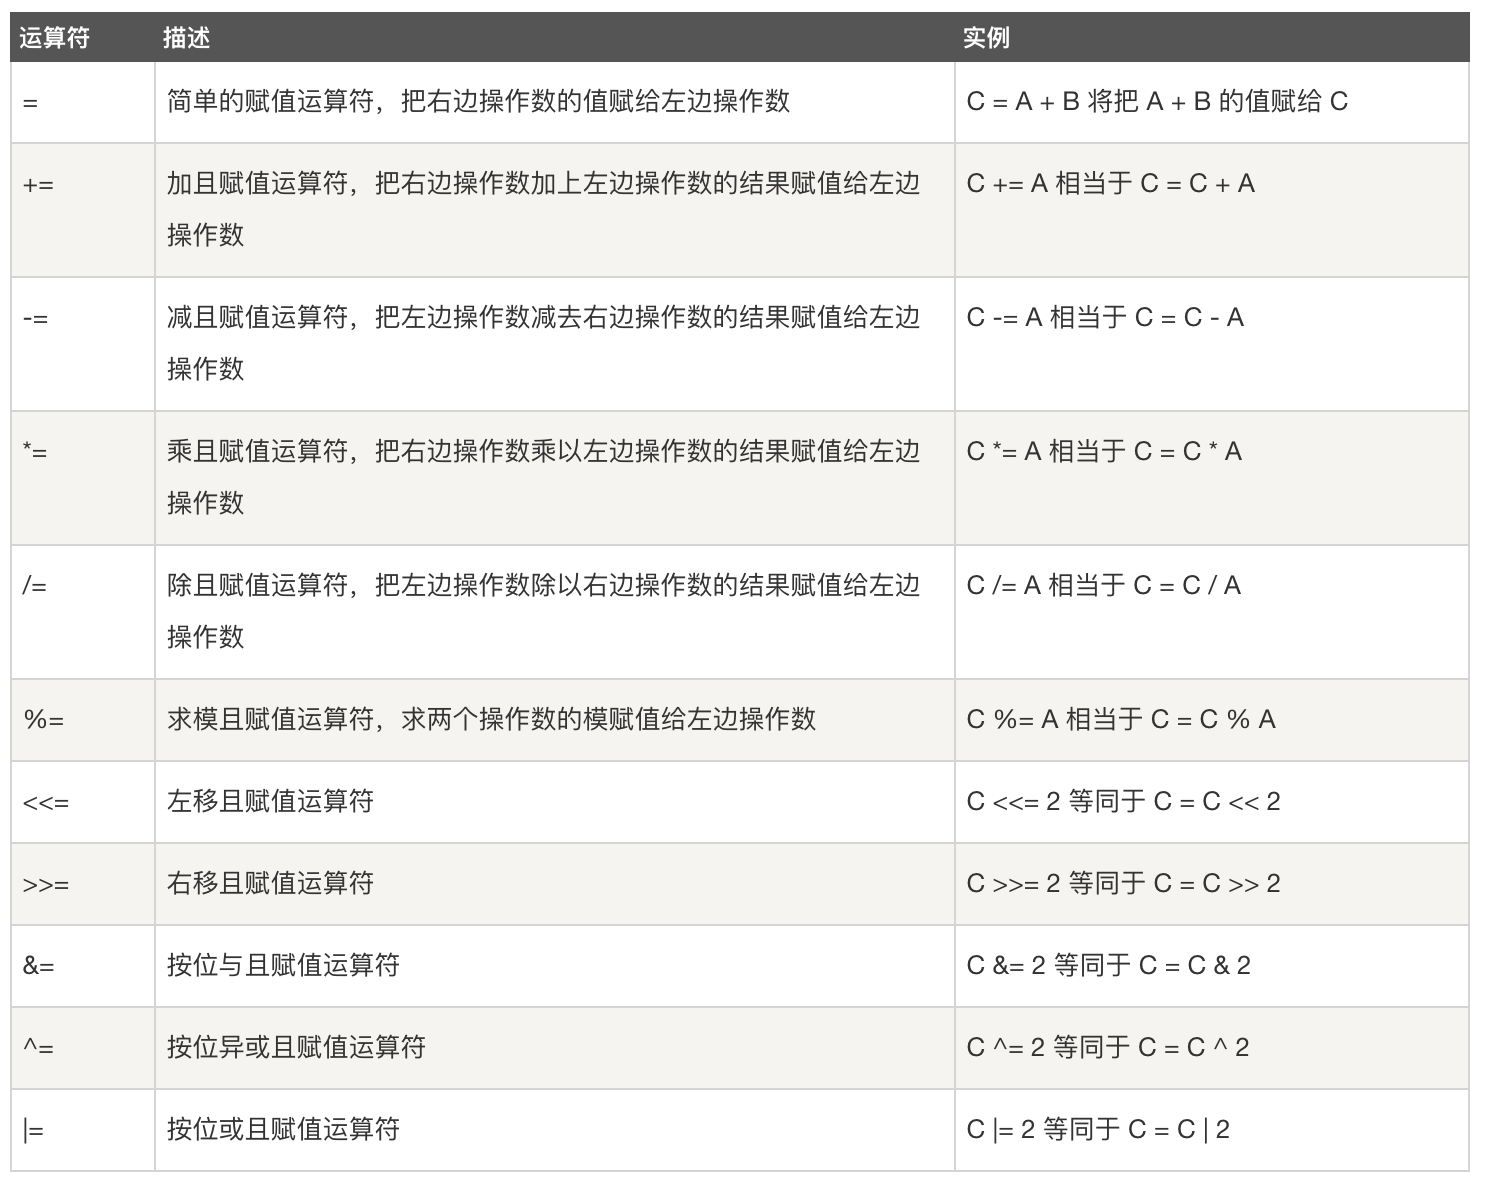 运算符 描述 实例
= 简单的赋值运算符，把右边操作数的值赋给左边操作数 C = A + B 将把 A + B 的值赋给 C
+= 加且赋值运算符，把右边操作数加上左边操作数的结果赋值给左边 C += A 相当于 C = C + A
操作数
-= 减且赋值运算符，把左边操作数减去右边操作数的结果赋值给左边 C -= A 相当于 C = C - A
操作数
*= 乘且赋值运算符，把右边操作数乘以左边操作数的结果赋值给左边 C *= A 相当于 C = C * A
操作数
/= 除且赋值运算符，把左边操作数除以右边操作数的结果赋值给左边 C /= A 相当于 C = C / A
操作数
%= 求模且赋值运算符，求两个操作数的模赋值给左边操作数 C %= A 相当于 C = C % A
<<= 左移且赋值运算符 C <<= 2 等同于 C = C << 2
>>= 右移且赋值运算符 C >>= 2 等同于 C = C >> 2
&= 按位与且赋值运算符 C &= 2 等同于 C = C & 2
^= 按位异或且赋值运算符 C ^= 2 等同于 C = C ^ 2
|= 按位或且赋值运算符 C |= 2 等同于 C = C | 2